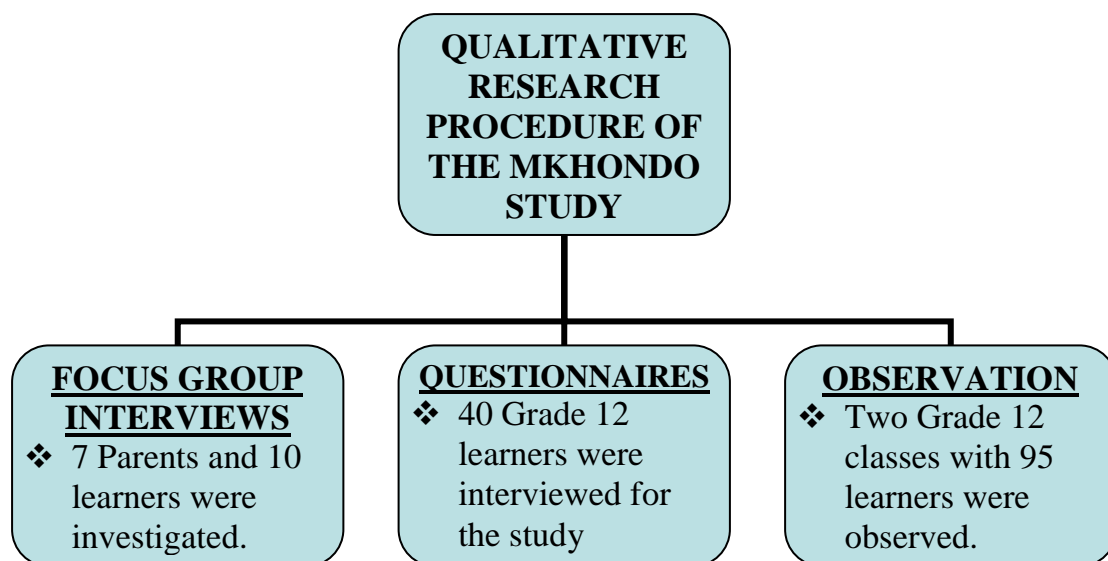 QUALITATIVE
RESEARCH
PROCEDURE OF
THE MKHONDO
STUDY
FOCUS GROUP
INTERVIEWS
❖ 7 Parents and 10
learners were
investigated.
QUESTIONNAIRES
❖ 40 Grade 12
learners were
interviewed for
the study
OBSERVATION
❖ Two Grade 12
classes with 95
learners were
observed.